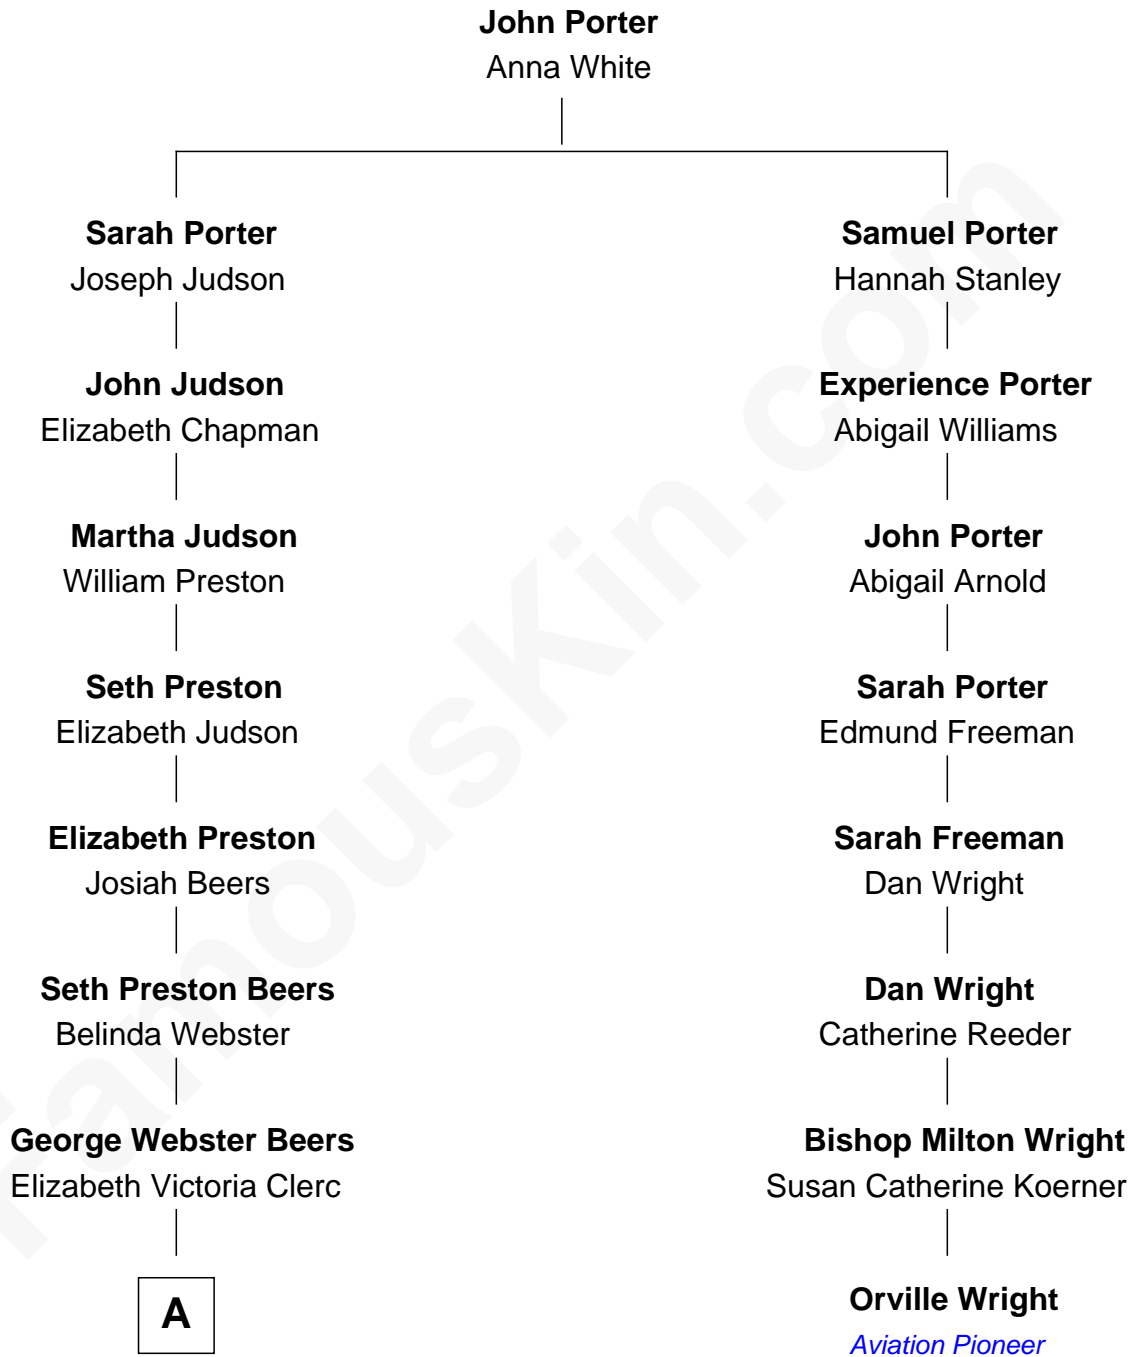 John Porter
Anna White
Sarah Porter
Joseph Judson
Samuel Porter
Hannah Stanley
John Judson
Elizabeth Chapman
Experience Porter
Abigail Williams
Martha Judson
William Preston
John Porter
Abigail Arnold
Seth Preston
Elizabeth Judson
Sarah Porter
Edmund Freeman
Elizabeth Preston
Josiah Beers
Sarah Freeman
Dan Wright
Seth Preston Beers
Belinda Webster
Dan Wright
Catherine Reeder
George Webster Beers
Elizabeth Victoria Clerc
Bishop Milton Wright
Susan Catherine Koerner
A
Orville Wright
Aviation Pioneer
FamousKin.com